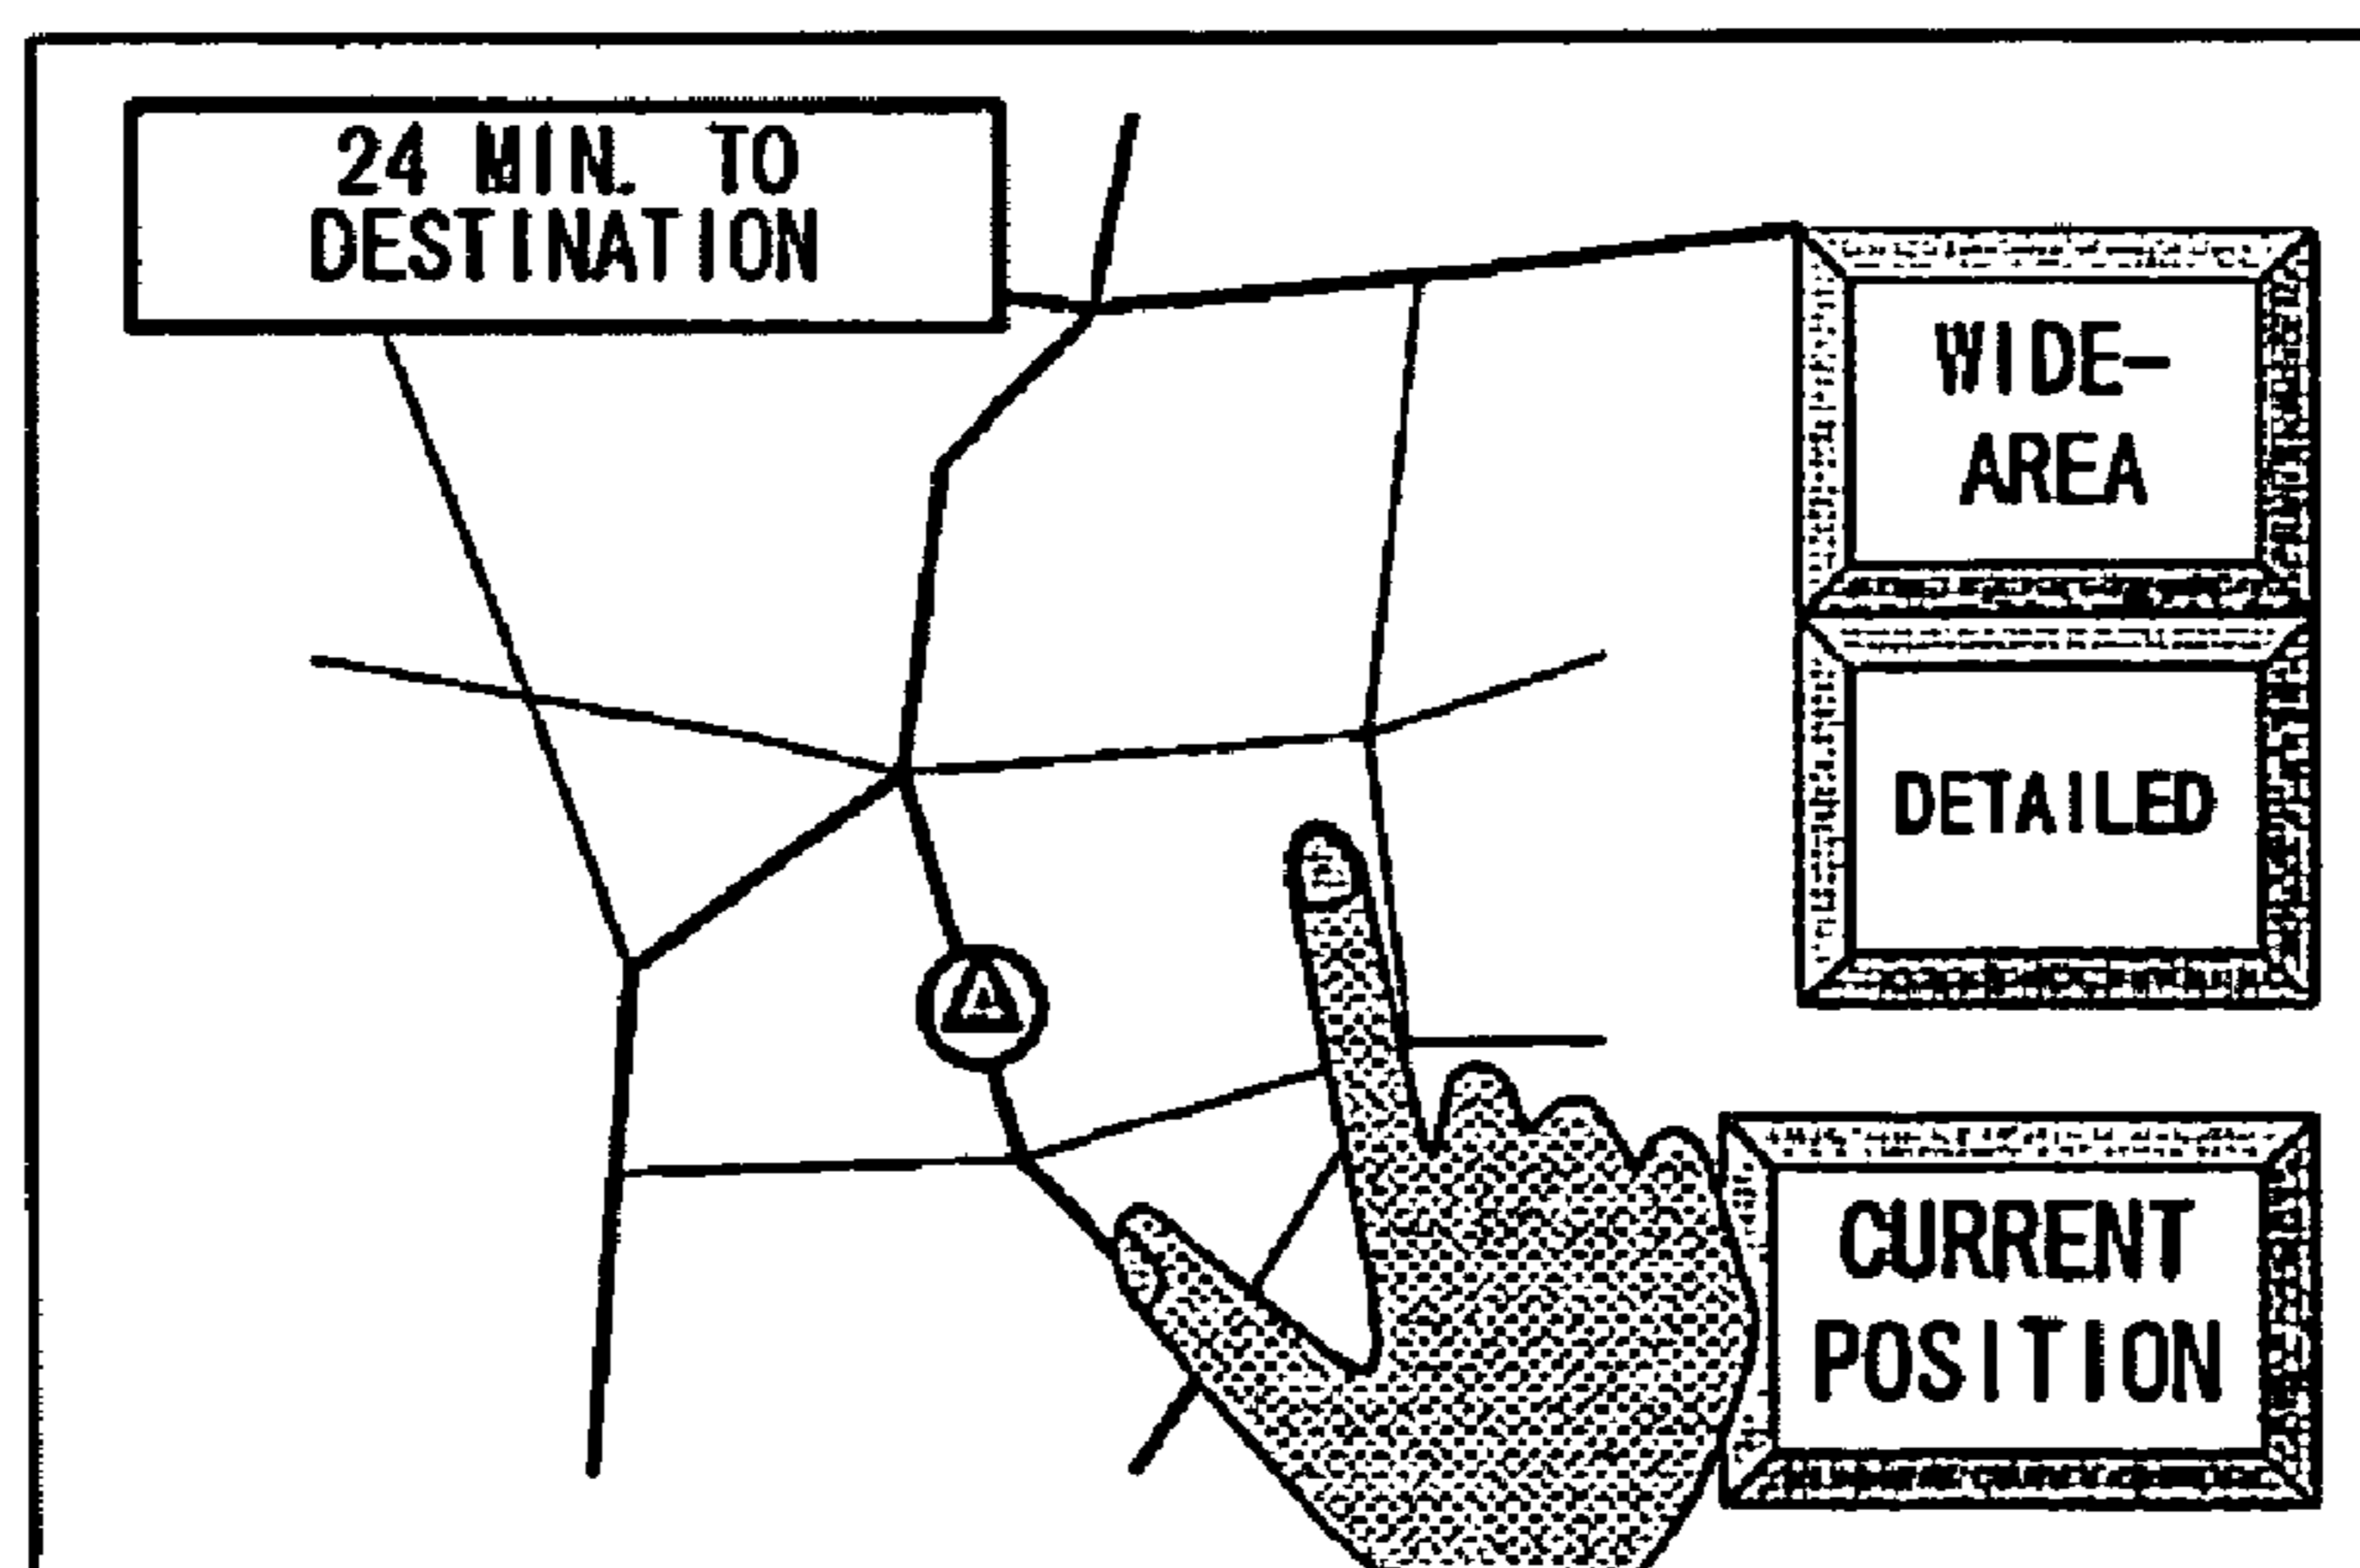 24 MIN. TO
DESTINATION
WIDE-
AREA
DETAILED
CURRENT
POSITION